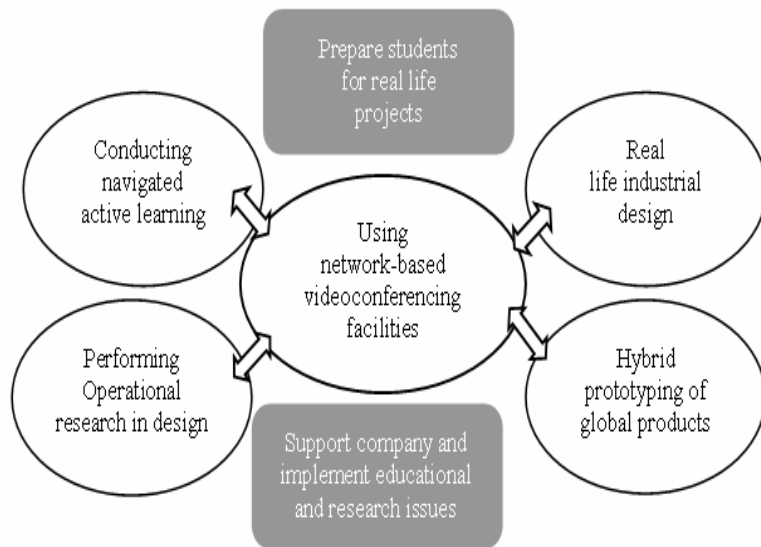 Prepare students
for real life
projects
Conducting
navigated
active learning
Real
life industrial
design
Using
network-based
videoconferencing
facilities
Performing
Operational
research in design
Hybrid
prototyping of
global products
Support company and
implement educational
and research issues